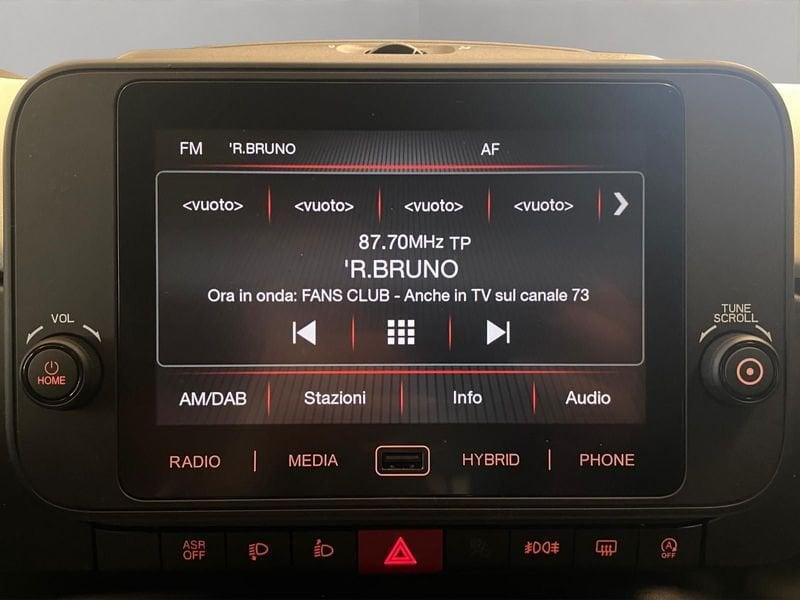 FM 'R.BRUNO AF
<vuoto> <vuoto> <vuoto> <vuoto>
87.70MHz TP
'R.BRUNO
Ora in onda: FANS CLUB - Anche in TV sul canale 73
VOL
TUNE
SCROLL
HOME
AM/DAB Stazioni Info Audio
RADIO | MEDIA HYBRID | PHONE
ASR
OFF
OFF